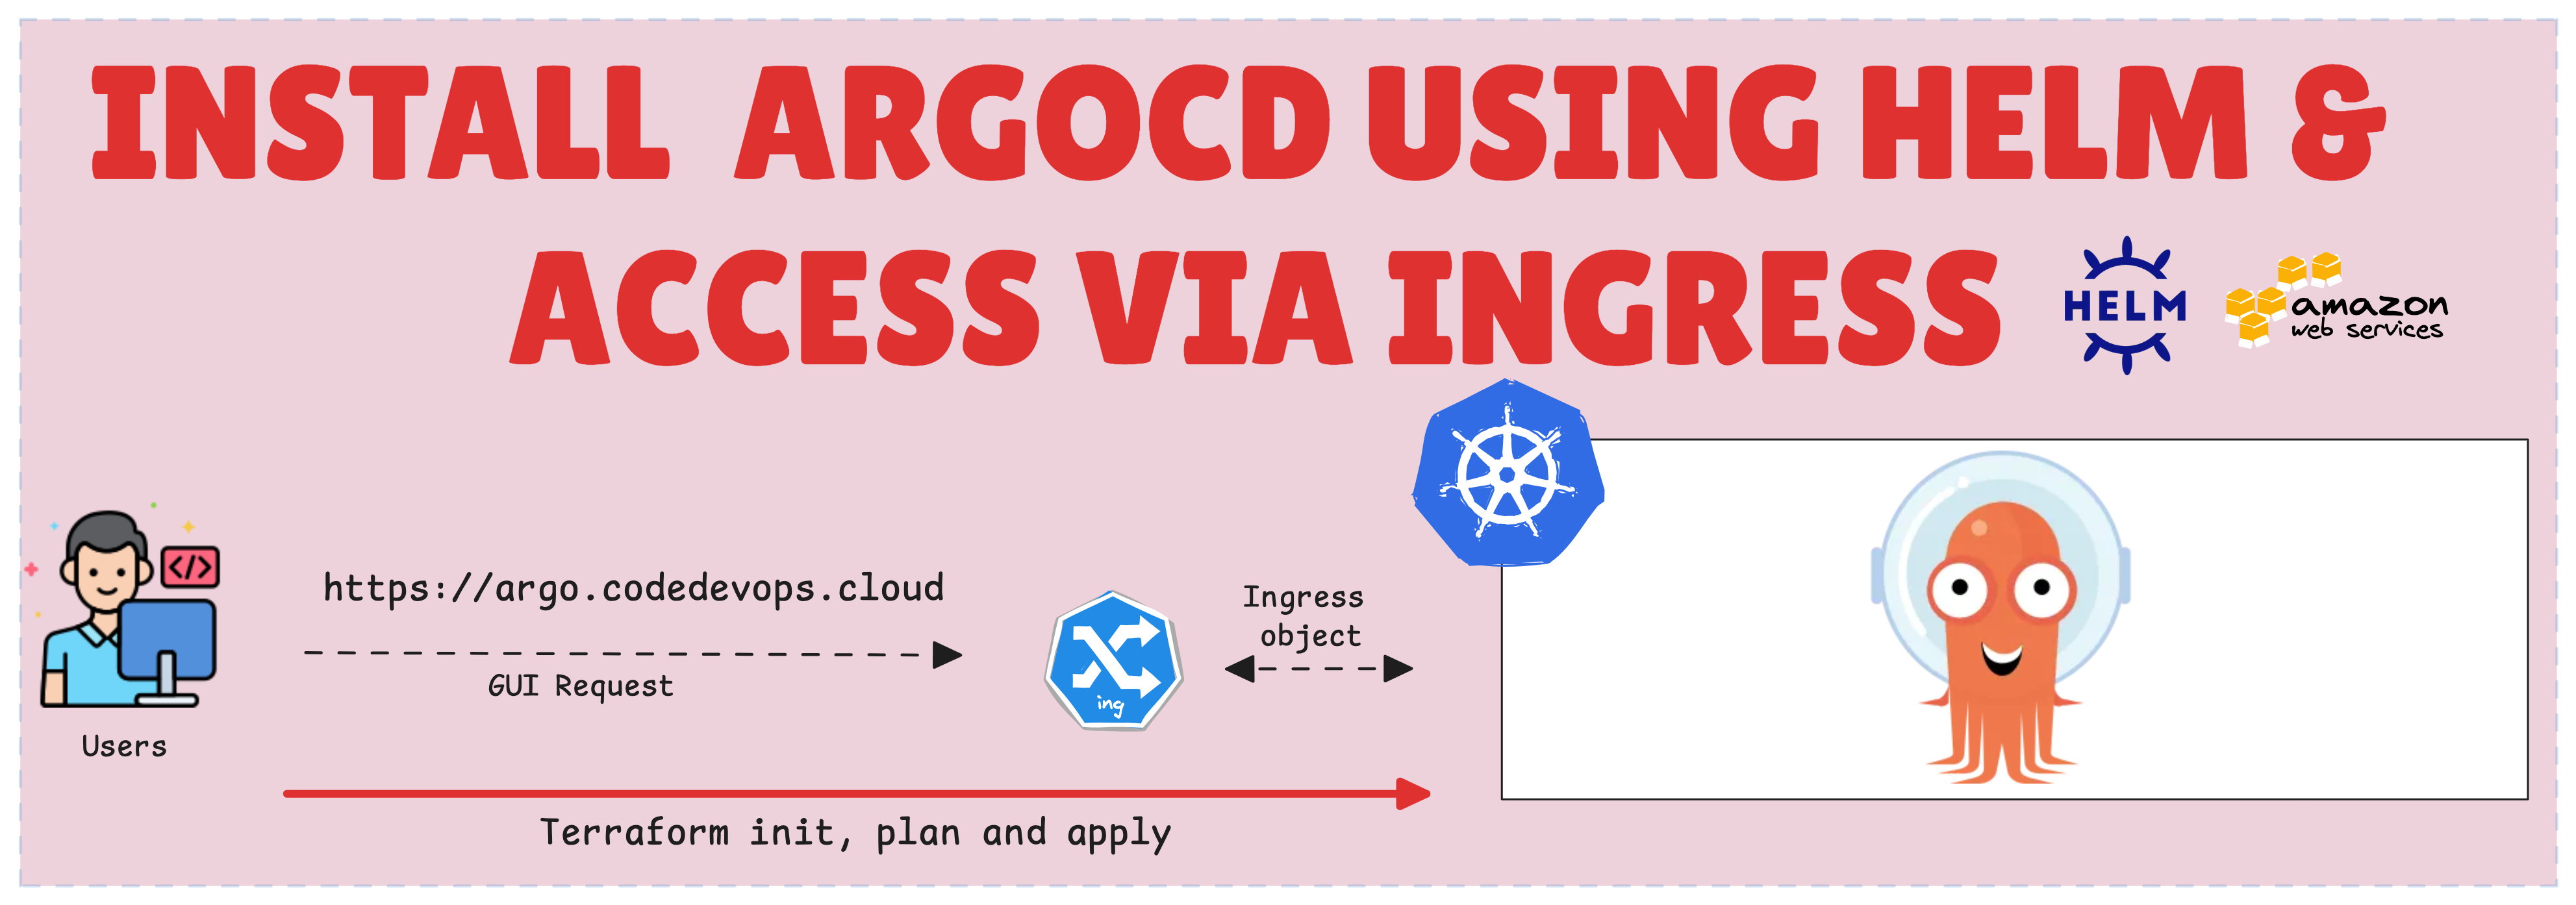 INSTALL ARGOCD USING HELM &
ACCESS VIA INGRESS
HELM
amazon
web services
</>
https://argo.codedevops.cloud
GUI Request
ing
Ingress
object
Users
Terraform init, plan and apply